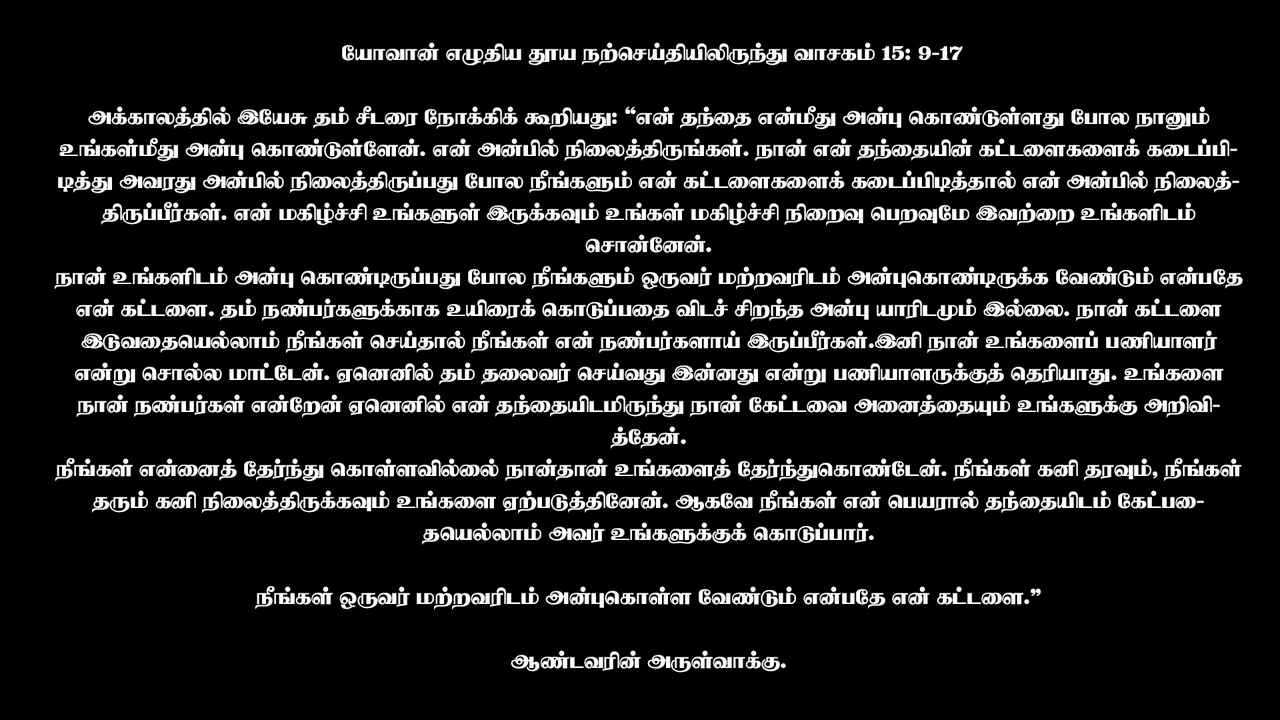 யோவான் எழுதிய தூய நற்செய்தியிலிருந்து வாசகம் 15: 9-17
அக்காலத்தில் இயேசு தம் சீடரை நோக்கிக் கூறியது: “என் தந்தை என்மீது அன்பு கொண்டுள்ளது போல நானும்
உங்கள்மீது அன்பு கொண்டுள்ளேன். என் அன்பில் நிலைத்திருங்கள். நான் என் தந்தையின் கட்டளைகளைக் கடைப்பி-
டித்து அவரது அன்பில் நிலைத்திருப்பது போல நீங்களும் என் கட்டளைகளைக் கடைப்பிடித்தால் என் அன்பில் நிலைத்-
திருப்பீர்கள். என் மகிழ்ச்சி உங்களுள் இருக்கவும் உங்கள் மகிழ்ச்சி நிறைவு பெறவுமே இவற்றை உங்களிடம்
சொன்னேன்.
நான் உங்களிடம் அன்பு கொண்டிருப்பது போல நீங்களும் ஒருவர் மற்றவரிடம் அன்புகொண்டிருக்க வேண்டும் என்பதே
என் கட்டளை. தம் நண்பர்களுக்காக உயிரைக் கொடுப்பதை விடச் சிறந்த அன்பு யாரிடமும் இல்லை. நான் கட்டளை
இடுவதையெல்லாம் நீங்கள் செய்தால் நீங்கள் என் நண்பர்களாய் இருப்பீர்கள்.இனி நான் உங்களைப் பணியாளர்
என்று சொல்ல மாட்டேன். ஏனெனில் தம் தலைவர் செய்வது இன்னது என்று பணியாளருக்குத் தெரியாது. உங்களை
நான் நண்பர்கள் என்றேன் ஏனெனில் என் தந்தையிடமிருந்து நான் கேட்டவை அனைத்தையும் உங்களுக்கு அறிவி-
த்தேன்.
நீங்கள் என்னைத் தேர்ந்து கொள்ளவில்லை நான்தான் உங்களைத் தேர்ந்துகொண்டேன். நீங்கள் கனி தரவும், நீங்கள்
தரும் கனி நிலைத்திருக்கவும் உங்களை ஏற்படுத்தினேன். ஆகவே நீங்கள் என் பெயரால் தந்தையிடம் கேட்பதை-
தயெல்லாம் அவர் உங்களுக்குக் கொடுப்பார்.
நீங்கள் ஒருவர் மற்றவரிடம் அன்புகொள்ள வேண்டும் என்பதே என் கட்டளை.”
ஆண்டவரின் அருள்வாக்கு.